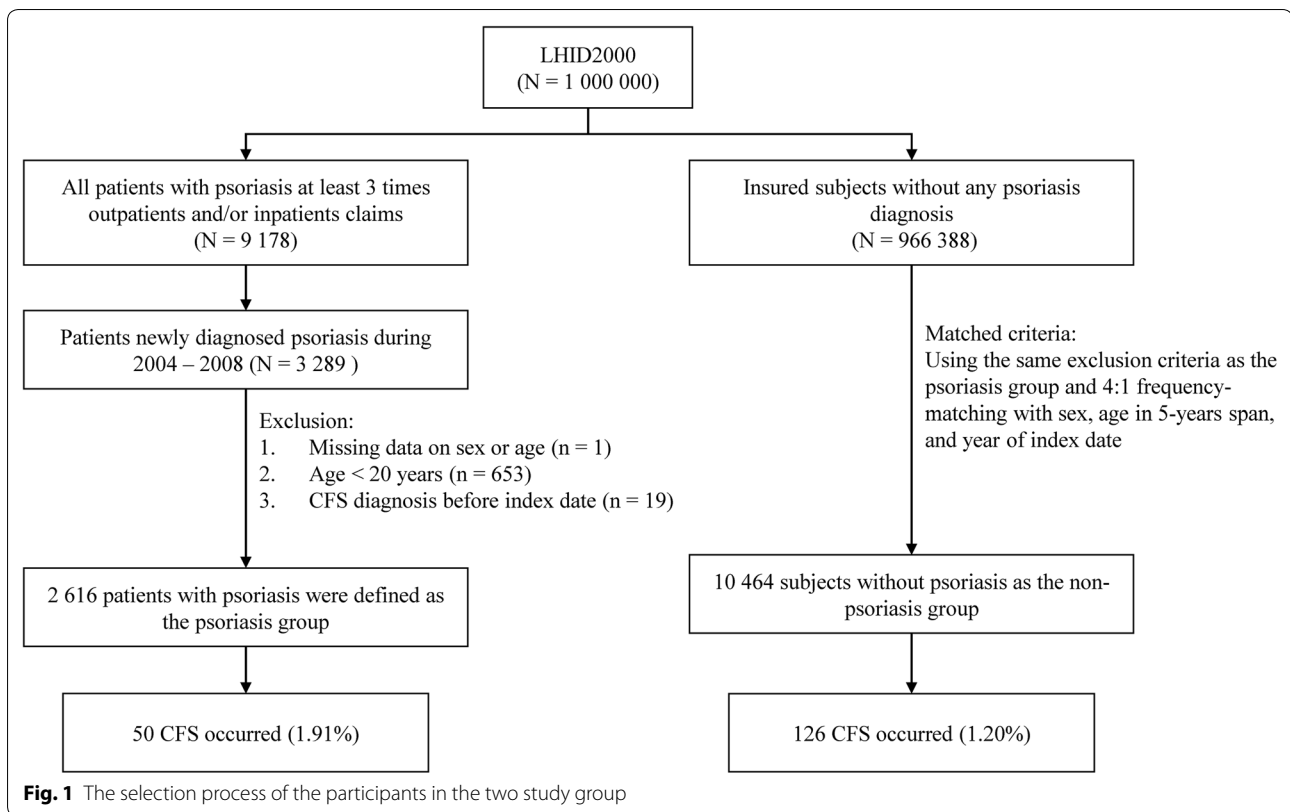 LHID2000
(N = 1 000 000)
All patients with psoriasis at least 3 times
outpatients and/or inpatients claims
(N = 9 178)
Insured subjects without any psoriasis
diagnosis
(N = 966 388)
Patients newly diagnosed psoriasis during
2004 – 2008 (N = 3 289 )
Matched criteria:
Using the same exclusion criteria as the
psoriasis group and 4:1 frequency-
matching with sex, age in 5-years span,
and year of index date
Exclusion:
1. Missing data on sex or age (n = 1)
2. Age < 20 years (n = 653)
3. CFS diagnosis before index date (n = 19)
2 616 patients with psoriasis were defined as
the psoriasis group
10 464 subjects without psoriasis as the non-
psoriasis group
50 CFS occurred (1.91%)
126 CFS occurred (1.20%)
Fig. 1 The selection process of the participants in the two study group